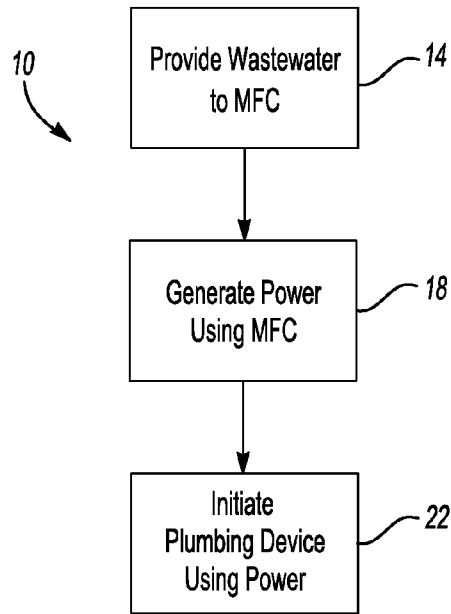 10
Provide Wastewater
to MFC
14
Generate Power
Using MFC
18
Initiate
Plumbing Device
Using Power
22